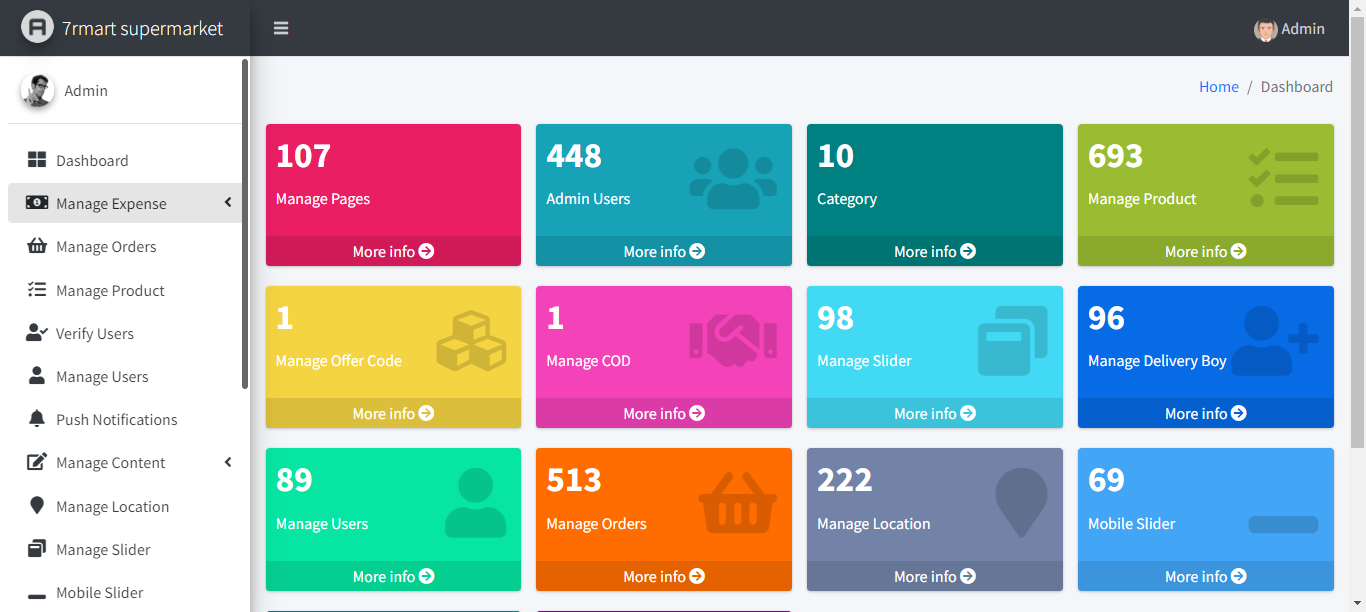 7rmart supermarket
Admin
Home / Dashboard
Admin
Dashboard
Manage Expense
Manage Orders
Manage Product
Verify Users
Manage Users
Push Notifications
Manage Content
Manage Location
Manage Slider
Mobile Slider
107
Manage Pages
More info
448
Admin Users
More info
10
Category
More info
693
Manage Product
More info
1
Manage Offer Code
More info
1
Manage COD
More info
98
Manage Slider
More info
96
Manage Delivery Boy
More info
89
Manage Users
More info
513
Manage Orders
More info
222
Manage Location
More info
69
Mobile Slider
More info